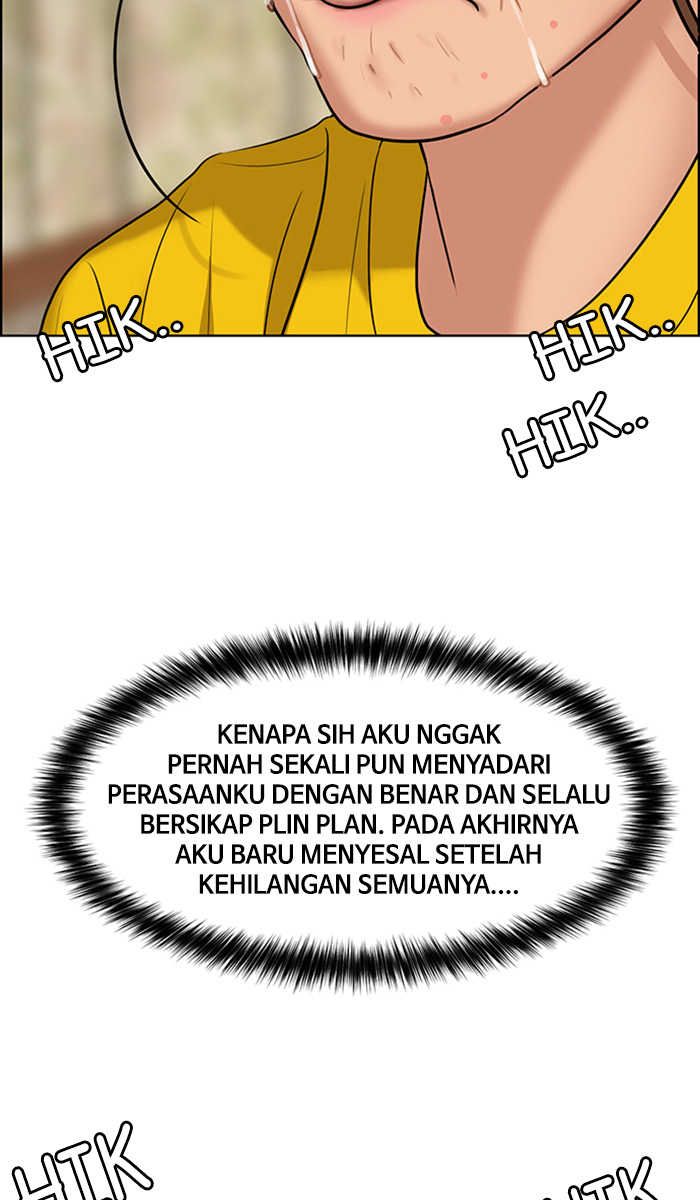 HIK..
HIK..
HIK..
KENAPA SIH AKU NGGAK
PERNAH SEKALI PUN MENYADARI
PERASAANKU DENGAN BENAR DAN SELALU
BERSIKAP PLIN PLAN. PADA AKHIRNYA
AKU BARU MENYESAL SETELAH
KEHILANGAN SEMUANYA....
HIK
HIK